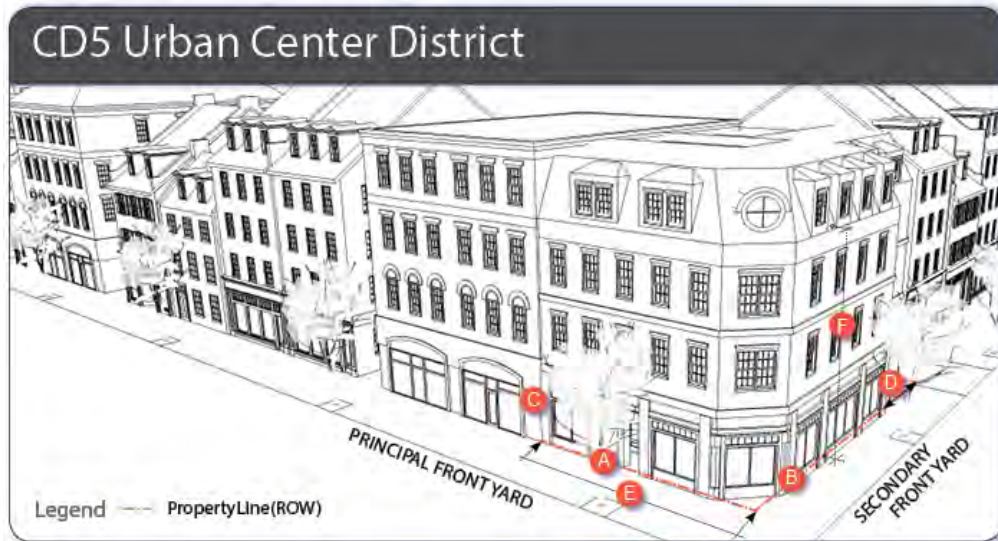 CD5 Urban Center District
F
D
C
PRINCIPAL FRONT YARD
A
B
E
SECONDARY
FRONT YARD
Legend PropertyLine(ROW)